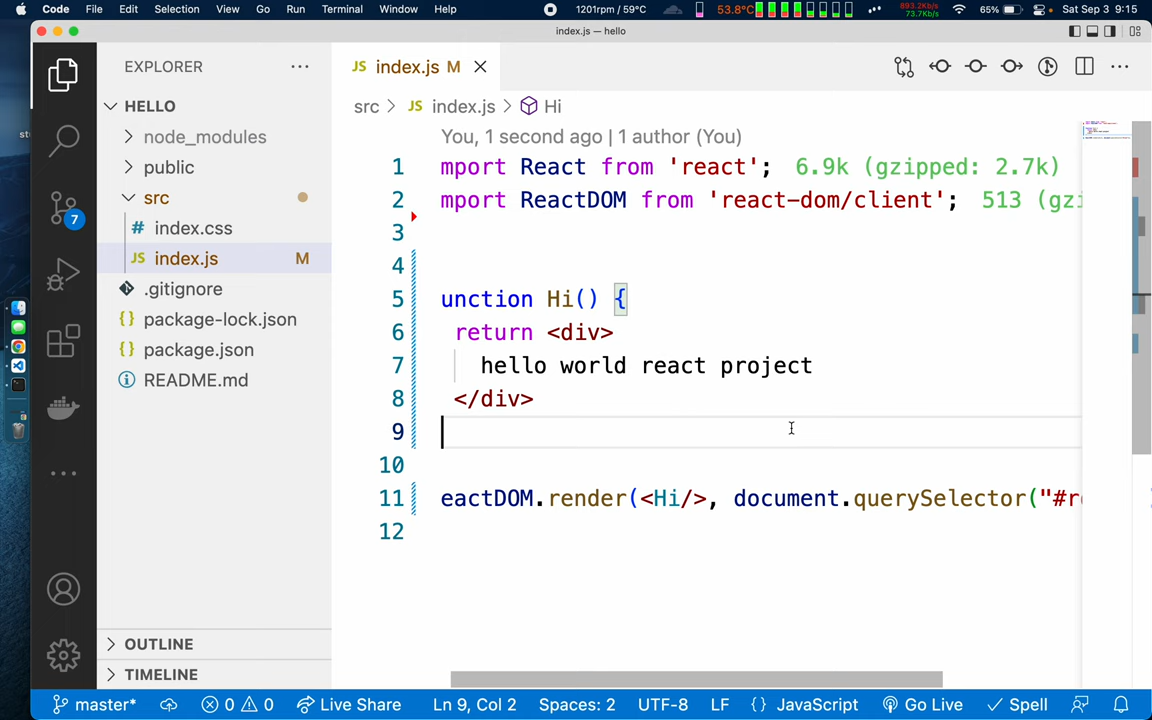 Code File Edit Selection View Go Run Terminal Window Help 1201rpm / 59°C 53.8°C 893.2Kb/s 73.7Kb/s 65% Sat Sep 3 9:15
index.js — hello
EXPLORER
JS index.js M
HELLO
src > JS index.js > Hi
node_modules
public
src
# index.css
JS index.js M
.gitignore
{} package-lock.json
{} package.json
README.md
You, 1 second ago | 1 author (You)
1 mport React from 'react'; 6.9k (gzipped: 2.7k)
2 mport ReactDOM from 'react-dom/client'; 513 (gzi
3
4
5 unction Hi() {
6 return <div>
7 hello world react project
8 </div>
9
10
11 eactDOM.render(<Hi/>, document.querySelector("#r
12
7
OUTLINE
TIMELINE
master* 0 0 Live Share Ln 9, Col 2 Spaces: 2 UTF-8 LF {} JavaScript Go Live Spell